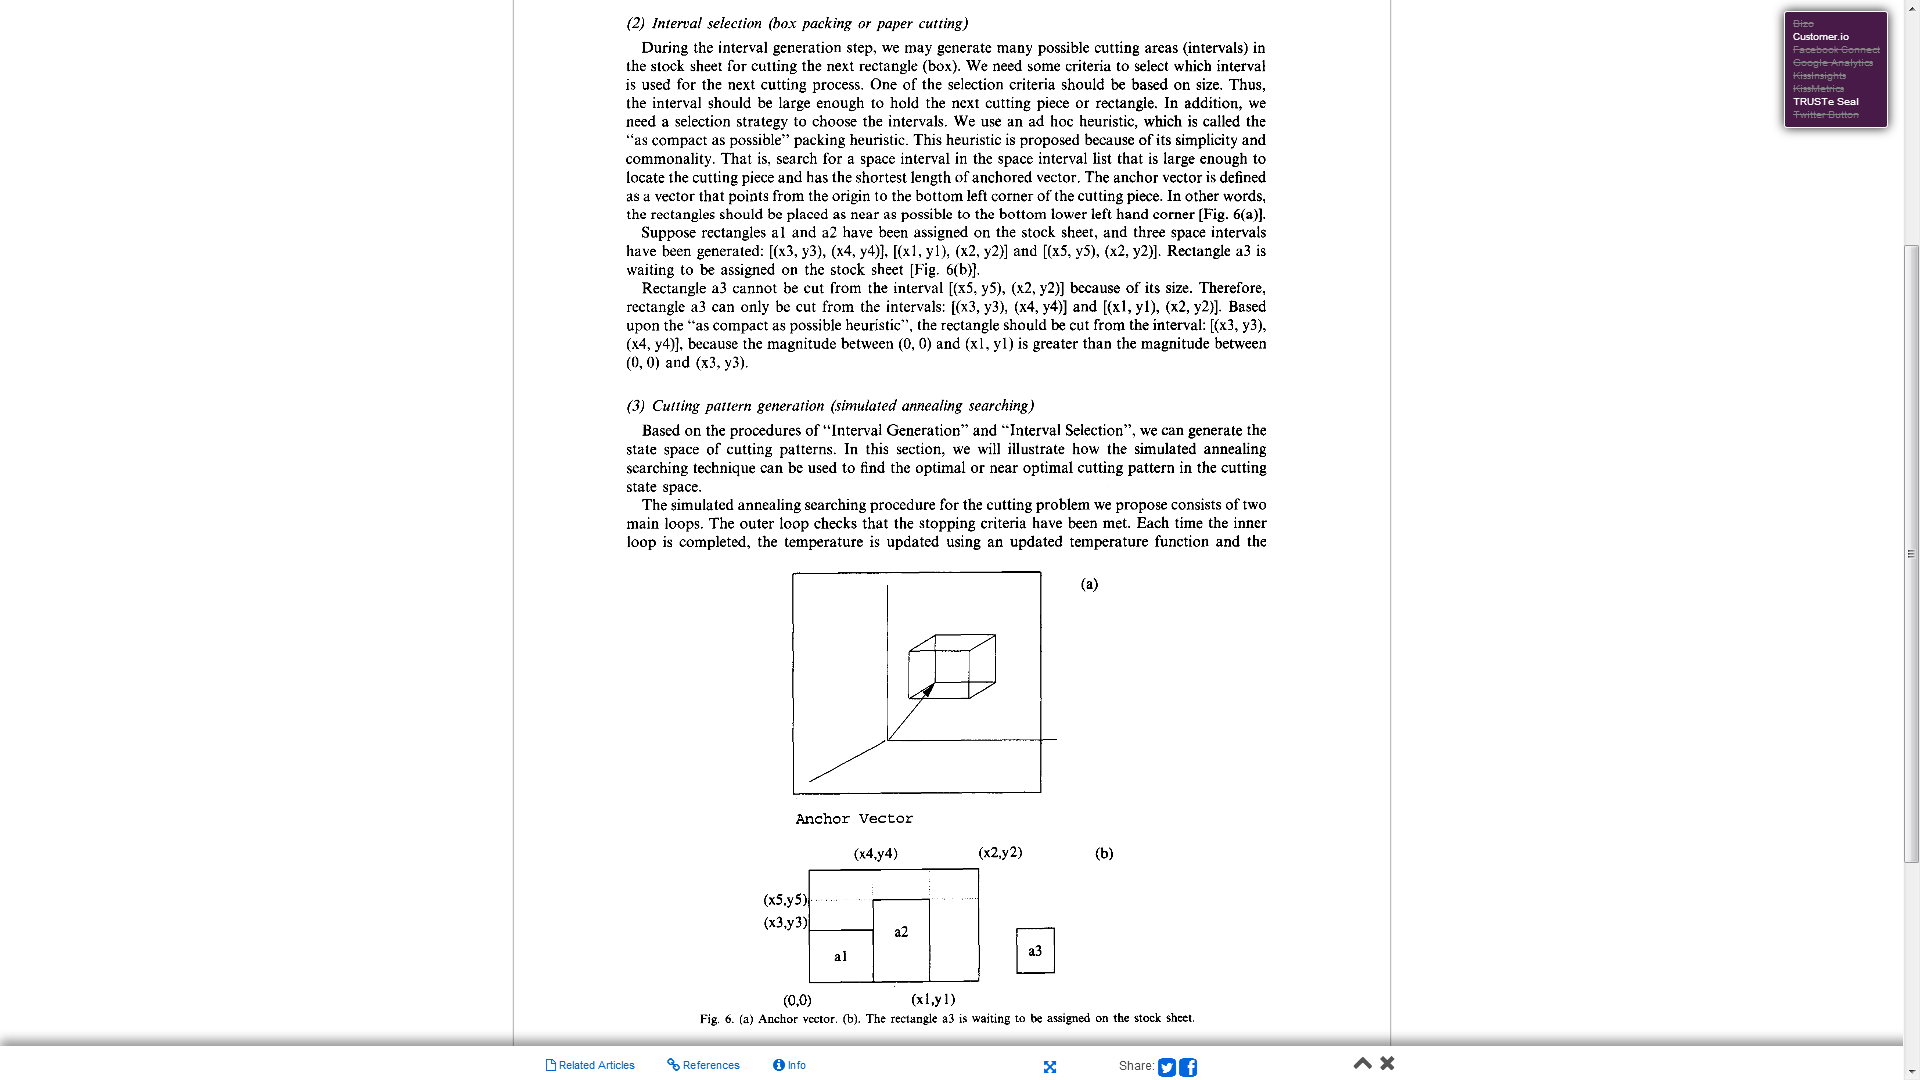 (2) Interval selection (box packing or paper cutting)
During the interval generation step, we may generate many possible cutting areas (intervals) in
the stock sheet for cutting the next rectangle (box). We need some criteria to select which interval
is used for the next cutting process. One of the selection criteria should be based on size. Thus,
the interval should be large enough to hold the next cutting piece or rectangle. In addition, we
need a selection strategy to choose the intervals. We use an ad hoc heuristic, which is called the
“as compact as possible” packing heuristic. This heuristic is proposed because of its simplicity and
commonality. That is, search for a space interval in the space interval list that is large enough to
locate the cutting piece and has the shortest length of anchored vector. The anchor vector is defined
as a vector that points from the origin to the bottom left corner of the cutting piece. In other words,
the rectangles should be placed as near as possible to the bottom lower left hand corner [Fig. 6(a)].
Suppose rectangles a1 and a2 have been assigned on the stock sheet, and three space intervals
have been generated: [(x3, y3), (x4, y4)], [(x1, y1), (x2, y2)] and [(x5, y5), (x2, y2)]. Rectangle a3 is
waiting to be assigned on the stock sheet [Fig. 6(b)].
Rectangle a3 cannot be cut from the interval [(x5, y5), (x2, y2)] because of its size. Therefore,
rectangle a3 can only be cut from the intervals: [(x3, y3), (x4, y4)] and [(x1, y1), (x2, y2)]. Based
upon the “as compact as possible heuristic”, the rectangle should be cut from the interval: [(x3, y3),
(x4, y4)], because the magnitude between (0, 0) and (x1, y1) is greater than the magnitude between
(0, 0) and (x3, y3).
(3) Cutting pattern generation (simulated annealing searching)
Based on the procedures of “Interval Generation” and “Interval Selection”, we can generate the
state space of cutting patterns. In this section, we will illustrate how the simulated annealing
searching technique can be used to find the optimal or near optimal cutting pattern in the cutting
state space.
The simulated annealing searching procedure for the cutting problem we propose consists of two
main loops. The outer loop checks that the stopping criteria have been met. Each time the inner
loop is completed, the temperature is updated using an updated temperature function and the
(a)
Anchor Vector
(x4,y4) (x2,y2) (b)
(x5,y5)
(x3,y3)
a2
a1
a3
(0,0) (x1,y1)
Fig. 6. (a) Anchor vector. (b). The rectangle a3 is waiting to be assigned on the stock sheet.
Related Articles References Info Share:
Bizo
Customer.io
Facebook Connect
Google Analytics
KissInsights
KissMetrics
TRUSTe Seal
Twitter Button